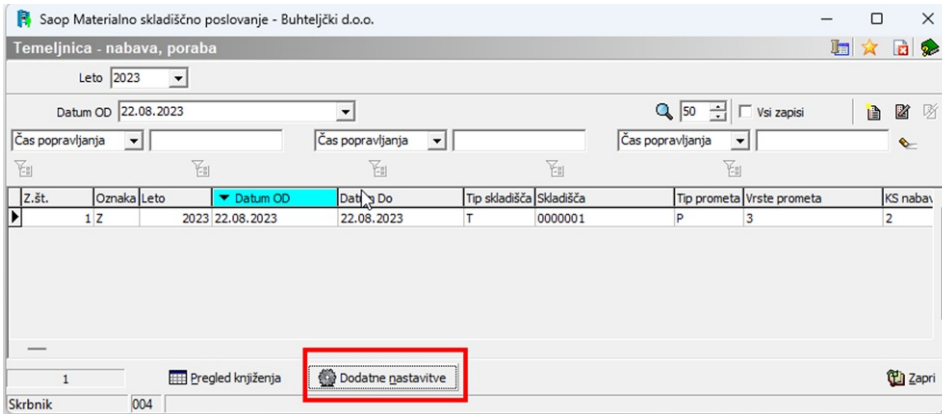 Saop Materialno skladiščno poslovanje - Buhteljčki d.o.o.
Temeljnica - nabava, poraba
Leto 2023
Datum OD 22.08.2023 50 Vsi zapisi
Čas popravljanja Čas popravljanja Čas popravljanja
Z.št. Oznaka Leto Datum OD Datum Do Tip skladišča Skladišča Tip prometa Vrste prometa KS nabav
1 Z 2023 22.08.2023 22.08.2023 T 0000001 P 3 2
1 Pregled knjiženja Dodatne nastavitve Zapri
Skrbnik 004